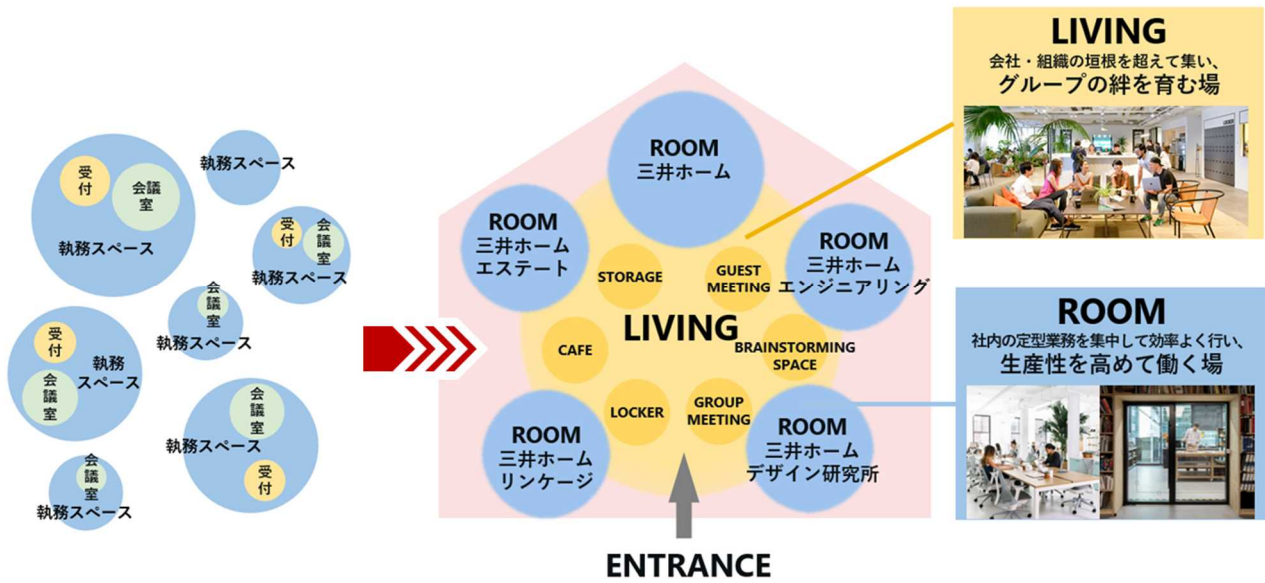 受
付
会
議
室
執務スペース
執務スペース
受
付
会
議
室
執務スペース
会
議
室
執務スペース
受
付
会
議
室
執務
スペース
会
議
室
執務スペース
受
付
会
議
室
執務スペース
ROOM
三井ホーム
ROOM
三井ホーム
エステート
ROOM
三井ホーム
エンジニアリング
STORAGE
GUEST
MEETING
LIVING
CAFE
BRAINSTORMING
SPACE
LOCKER
GROUP
MEETING
ROOM
三井ホーム
リンケージ
ROOM
三井ホーム
デザイン研究所
ENTRANCE
LIVING
会社・組織の垣根を超えて集い、
グループの絆を育む場
ROOM
社内の定型業務を集中して効率よく行い、
生産性を高めて働く場